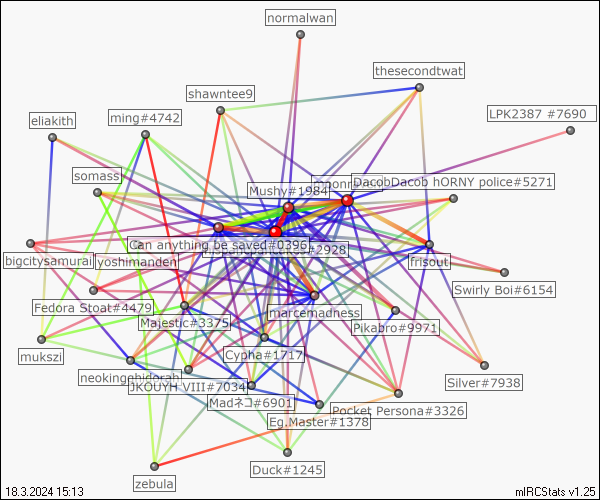 normalwan
thesecondtwat
shawntee9
LPK2387 #7690
ming#4742
eliakith
somass
Mushy#1984
DacobDacob hORNY police#5271
Can anything be saved#0396
#2928
bigcitysamurai
yoshimanden
frisout
Swirly Boi#6154
Fedora Stoat#4479
marcemadness
Majestic#3375
Pikabro#9971
mukszi
Cypha#1717
neokingghidorah
JKOUYH VIII#7034
Silver#7938
Madネコ#6901
Pocket Persona#3326
Eg.Master#1378
Duck#1245
zebula
18.3.2024 15:13
mIRCStats v1.25